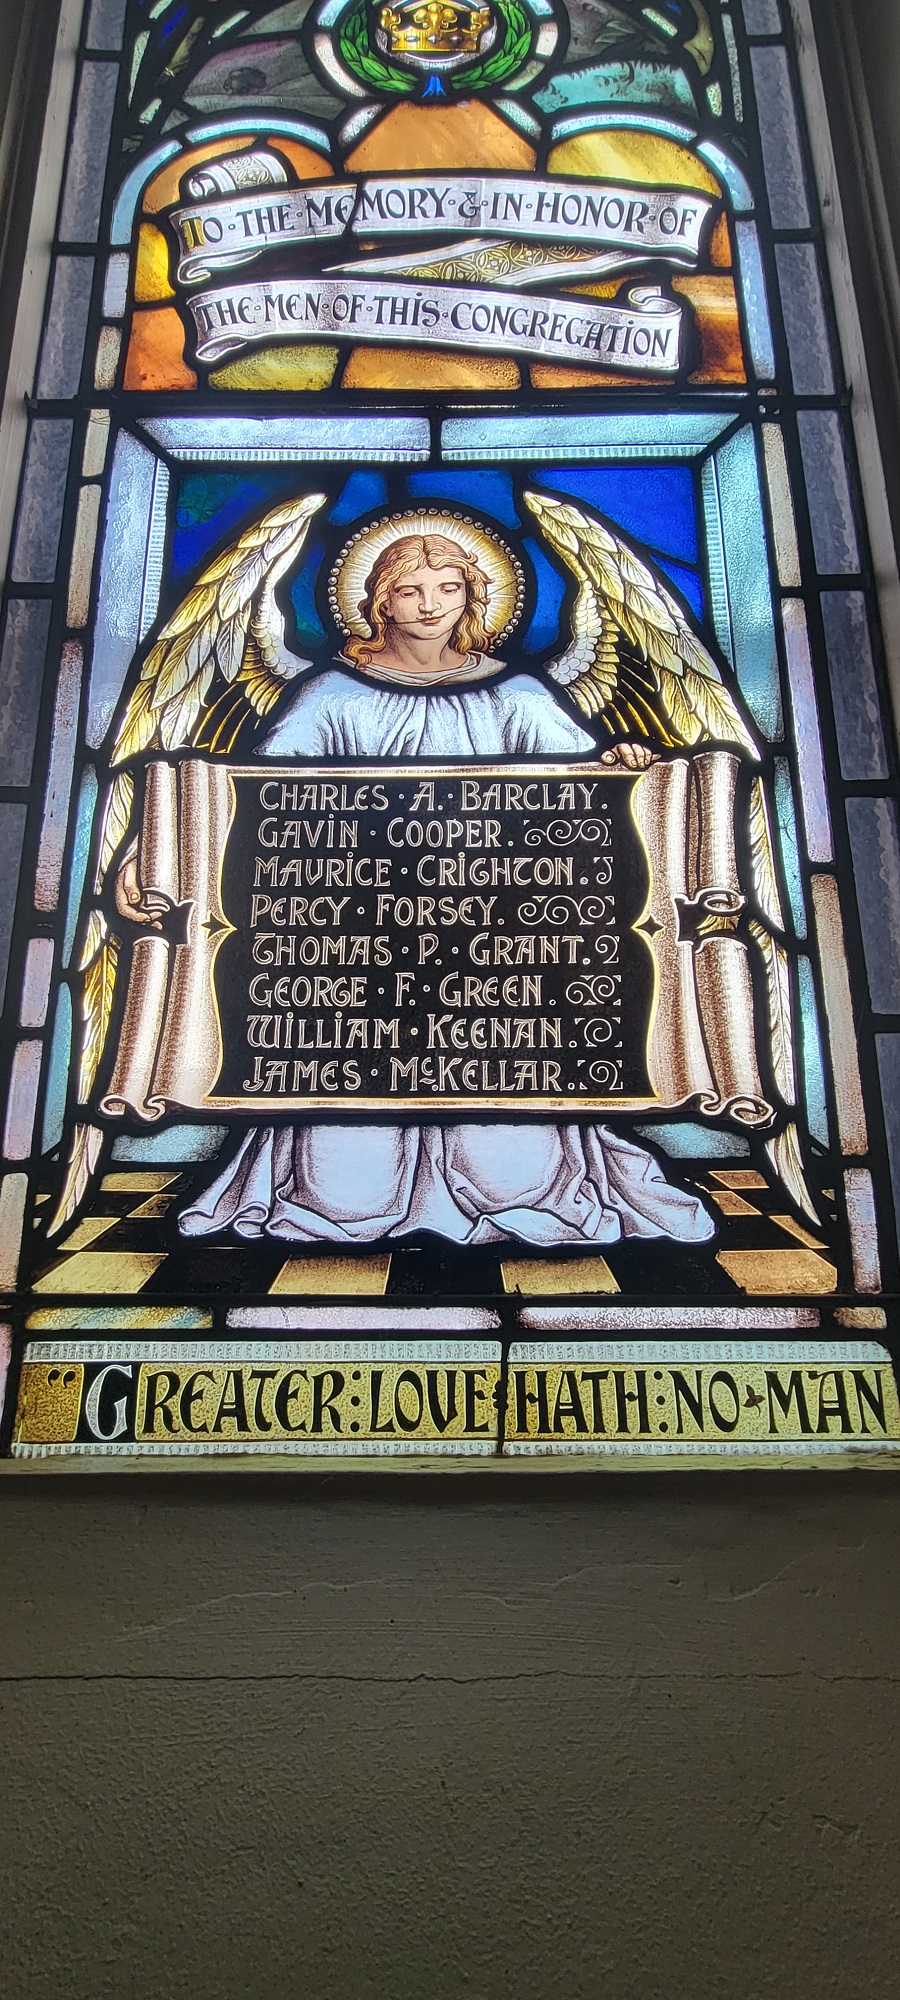 TO·THE·MEMORY·&·IN·HONOR·OF
THE·MEN·OF·THIS·CONGREGATION
CHARLES·A.·BARCLAY.
GAVIN·COOPER.
MAURICE·CRIGHTON.
PERCY·FORSEY.
THOMAS·P.·GRANT.
GEORGE·F.·GREEN.
WILLIAM·KEENAN.
JAMES·McKELLAR.
"GREATER:LOVE:HATH:NO:MAN